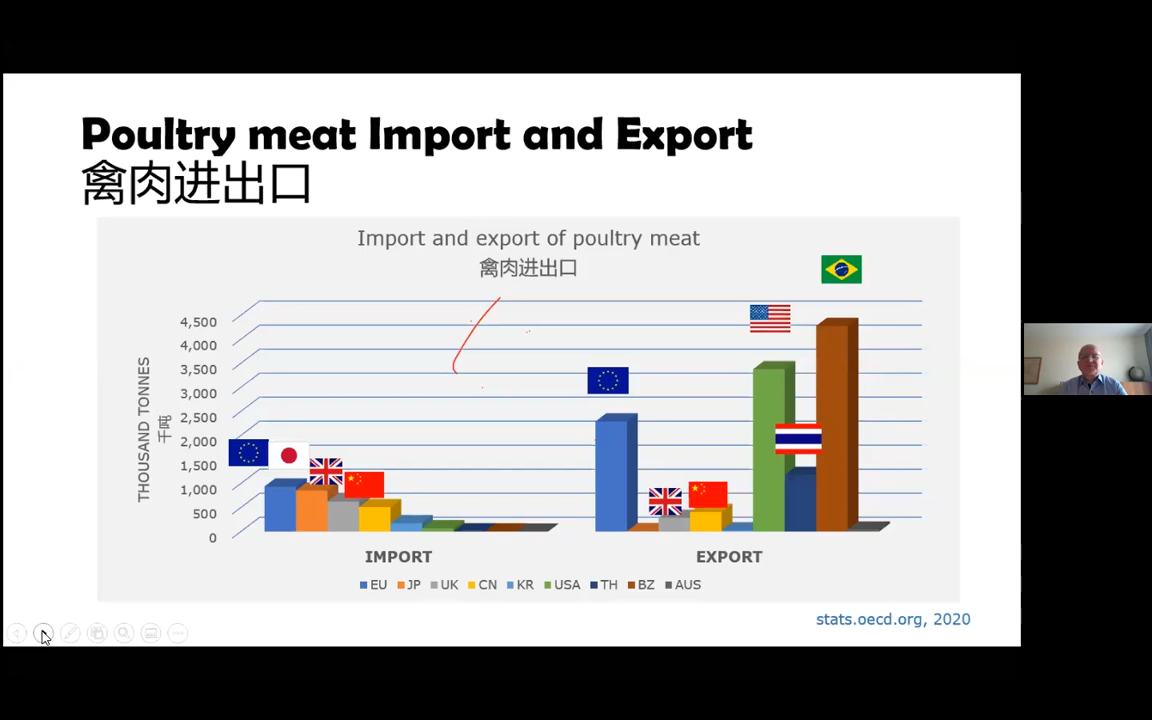 Poultry meat Import and Export
禽肉进出口
Import and export of poultry meat
禽肉进出口
THOUSAND TONNES
千吨
4,500
4,000
3,500
3,000
2,500
2,000
1,500
1,000
500
0
IMPORT
EXPORT
EU JP UK CN KR USA TH BZ AUS
stats.oecd.org, 2020